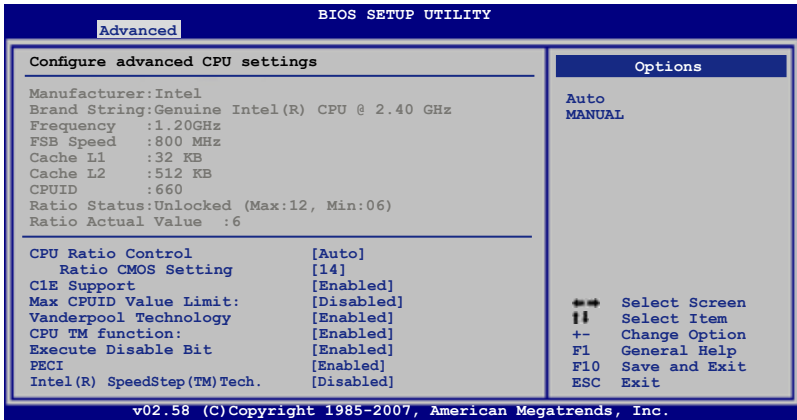 BIOS SETUP UTILITY
Advanced
Configure advanced CPU settings
Manufacturer:Intel
Brand String:Genuine Intel(R) CPU @ 2.40 GHz
Frequency :1.20GHz
FSB Speed :800 MHz
Cache L1 :32 KB
Cache L2 :512 KB
CPUID :660
Ratio Status:Unlocked (Max:12, Min:06)
Ratio Actual Value :6
CPU Ratio Control [Auto]
Ratio CMOS Setting [14]
C1E Support [Enabled]
Max CPUID Value Limit: [Disabled]
Vanderpool Technology [Enabled]
CPU TM function: [Enabled]
Execute Disable Bit [Enabled]
PECI [Enabled]
Intel(R) SpeedStep(TM)Tech. [Disabled]
Options
Auto
MANUAL
←→ Select Screen
↑↓ Select Item
+- Change Option
F1 General Help
F10 Save and Exit
ESC Exit
v02.58 (C)Copyright 1985-2007, American Megatrends, Inc.